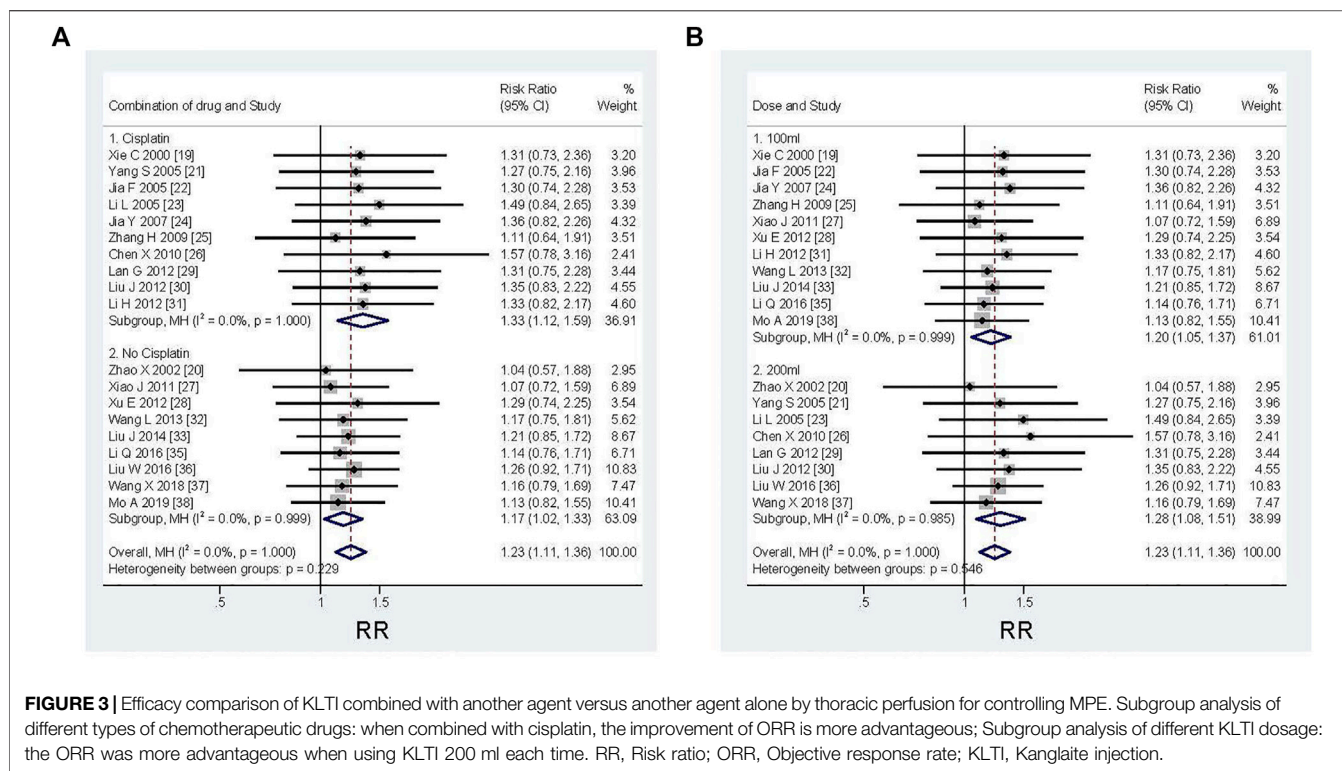 A
Risk Ratio %
Combination of drug and Study (95% CI) Weight
1. Cisplatin
Xie C 2000 [19] 1.31 (0.73, 2.36) 3.20
Yang S 2005 [21] 1.27 (0.75, 2.16) 3.96
Jia F 2005 [22] 1.30 (0.74, 2.28) 3.53
Li L 2005 [23] 1.49 (0.84, 2.65) 3.39
Jia Y 2007 [24] 1.36 (0.82, 2.26) 4.32
Zhang H 2009 [25] 1.11 (0.64, 1.91) 3.51
Chen X 2010 [26] 1.57 (0.78, 3.16) 2.41
Lan G 2012 [29] 1.31 (0.75, 2.28) 3.44
Liu J 2012 [30] 1.35 (0.83, 2.22) 4.55
Li H 2012 [31] 1.33 (0.82, 2.17) 4.60
Subgroup, MH (I² = 0.0%, p = 1.000) 1.33 (1.12, 1.59) 36.91
2. No Cisplatin
Zhao X 2002 [20] 1.04 (0.57, 1.88) 2.95
Xiao J 2011 [27] 1.07 (0.72, 1.59) 6.89
Xu E 2012 [28] 1.29 (0.74, 2.25) 3.54
Wang L 2013 [32] 1.17 (0.75, 1.81) 5.62
Liu J 2014 [33] 1.21 (0.85, 1.72) 8.67
Li Q 2016 [35] 1.14 (0.76, 1.71) 6.71
Liu W 2016 [36] 1.26 (0.92, 1.71) 10.83
Wang X 2018 [37] 1.16 (0.79, 1.69) 7.47
Mo A 2019 [38] 1.13 (0.82, 1.55) 10.41
Subgroup, MH (I² = 0.0%, p = 0.999) 1.17 (1.02, 1.33) 63.09
Overall, MH (I² = 0.0%, p = 1.000) 1.23 (1.11, 1.36) 100.00
Heterogeneity between groups: p = 0.229
.5 1 1.5
RR
B
Risk Ratio %
Dose and Study (95% CI) Weight
1. 100ml
Xie C 2000 [19] 1.31 (0.73, 2.36) 3.20
Jia F 2005 [22] 1.30 (0.74, 2.28) 3.53
Jia Y 2007 [24] 1.36 (0.82, 2.26) 4.32
Zhang H 2009 [25] 1.11 (0.64, 1.91) 3.51
Xiao J 2011 [27] 1.07 (0.72, 1.59) 6.89
Xu E 2012 [28] 1.29 (0.74, 2.25) 3.54
Li H 2012 [31] 1.33 (0.82, 2.17) 4.60
Wang L 2013 [32] 1.17 (0.75, 1.81) 5.62
Liu J 2014 [33] 1.21 (0.85, 1.72) 8.67
Li Q 2016 [35] 1.14 (0.76, 1.71) 6.71
Mo A 2019 [38] 1.13 (0.82, 1.55) 10.41
Subgroup, MH (I² = 0.0%, p = 0.999) 1.20 (1.05, 1.37) 61.01
2. 200ml
Zhao X 2002 [20] 1.04 (0.57, 1.88) 2.95
Yang S 2005 [21] 1.27 (0.75, 2.16) 3.96
Li L 2005 [23] 1.49 (0.84, 2.65) 3.39
Chen X 2010 [26] 1.57 (0.78, 3.16) 2.41
Lan G 2012 [29] 1.31 (0.75, 2.28) 3.44
Liu J 2012 [30] 1.35 (0.83, 2.22) 4.55
Liu W 2016 [36] 1.26 (0.92, 1.71) 10.83
Wang X 2018 [37] 1.16 (0.79, 1.69) 7.47
Subgroup, MH (I² = 0.0%, p = 0.985) 1.28 (1.08, 1.51) 38.99
Overall, MH (I² = 0.0%, p = 1.000) 1.23 (1.11, 1.36) 100.00
Heterogeneity between groups: p = 0.546
.5 1 1.5
RR
FIGURE 3 | Efficacy comparison of KLTI combined with another agent versus another agent alone by thoracic perfusion for controlling MPE. Subgroup analysis of
different types of chemotherapeutic drugs: when combined with cisplatin, the improvement of ORR is more advantageous; Subgroup analysis of different KLTI dosage:
the ORR was more advantageous when using KLTI 200 ml each time. RR, Risk ratio; ORR, Objective response rate; KLTI, Kanglaite injection.